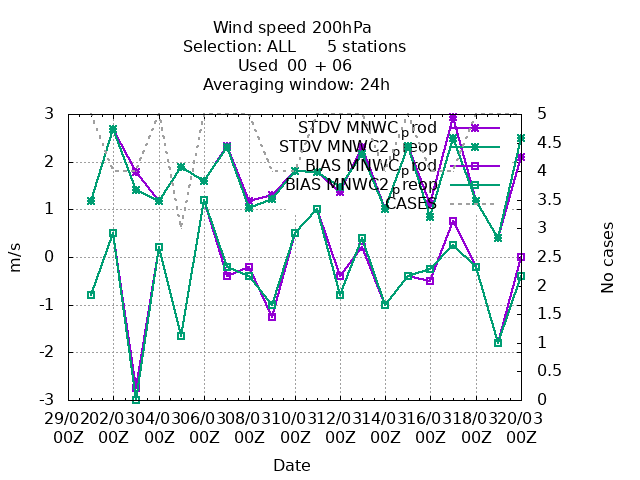 Wind speed 200hPa
Selection: ALL 5 stations
Used 00 + 06
Averaging window: 24h
STDV MNWC_prod
STDV MNWC2_preop
BIAS MNWC_prod
BIAS MNWC2_preop
CASES
3
2
1
0
-1
-2
-3
m/s
5
4.5
4
3.5
3
2.5
2
1.5
1
0.5
0
No cases
29/02 02/03 04/03 06/03 08/03 10/03 12/03 14/03 16/03 18/03 20/03
00Z 00Z 00Z 00Z 00Z 00Z 00Z 00Z 00Z 00Z 00Z
Date